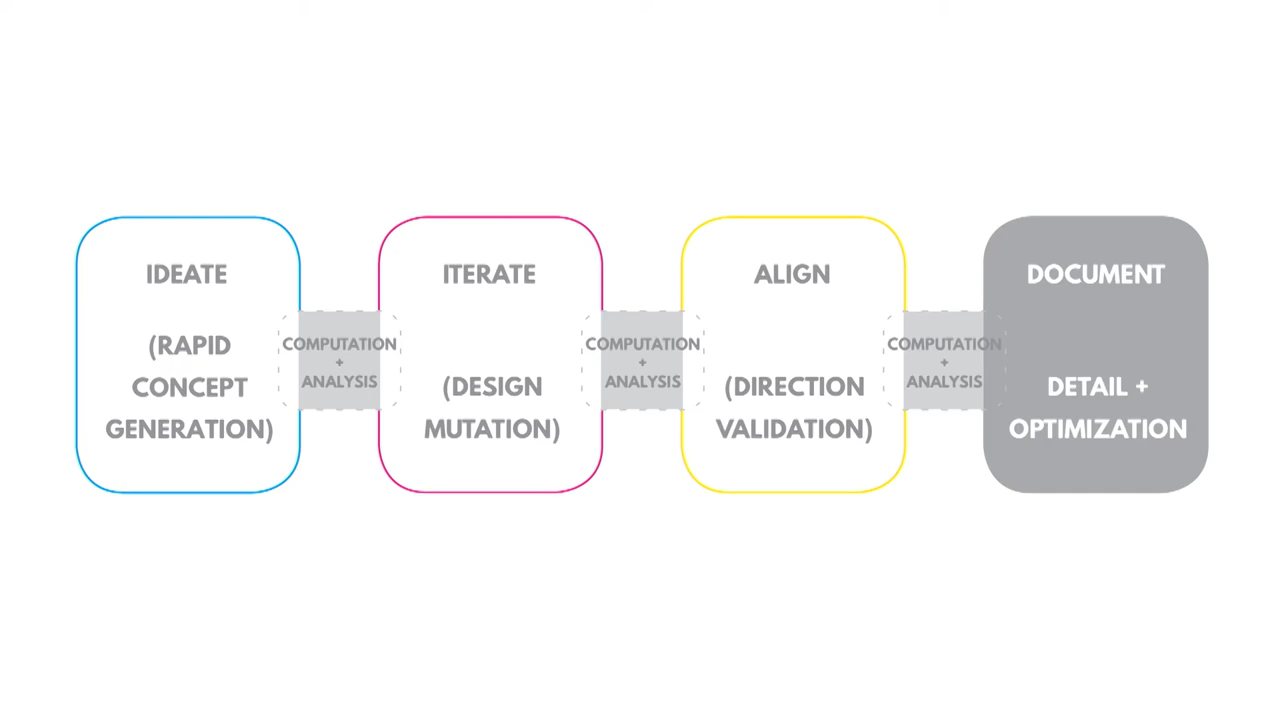 IDEATE
(RAPID
CONCEPT
GENERATION)
COMPUTATION
+
ANALYSIS
ITERATE
(DESIGN
MUTATION)
COMPUTATION
+
ANALYSIS
ALIGN
(DIRECTION
VALIDATION)
COMPUTATION
+
ANALYSIS
DOCUMENT
DETAIL +
OPTIMIZATION